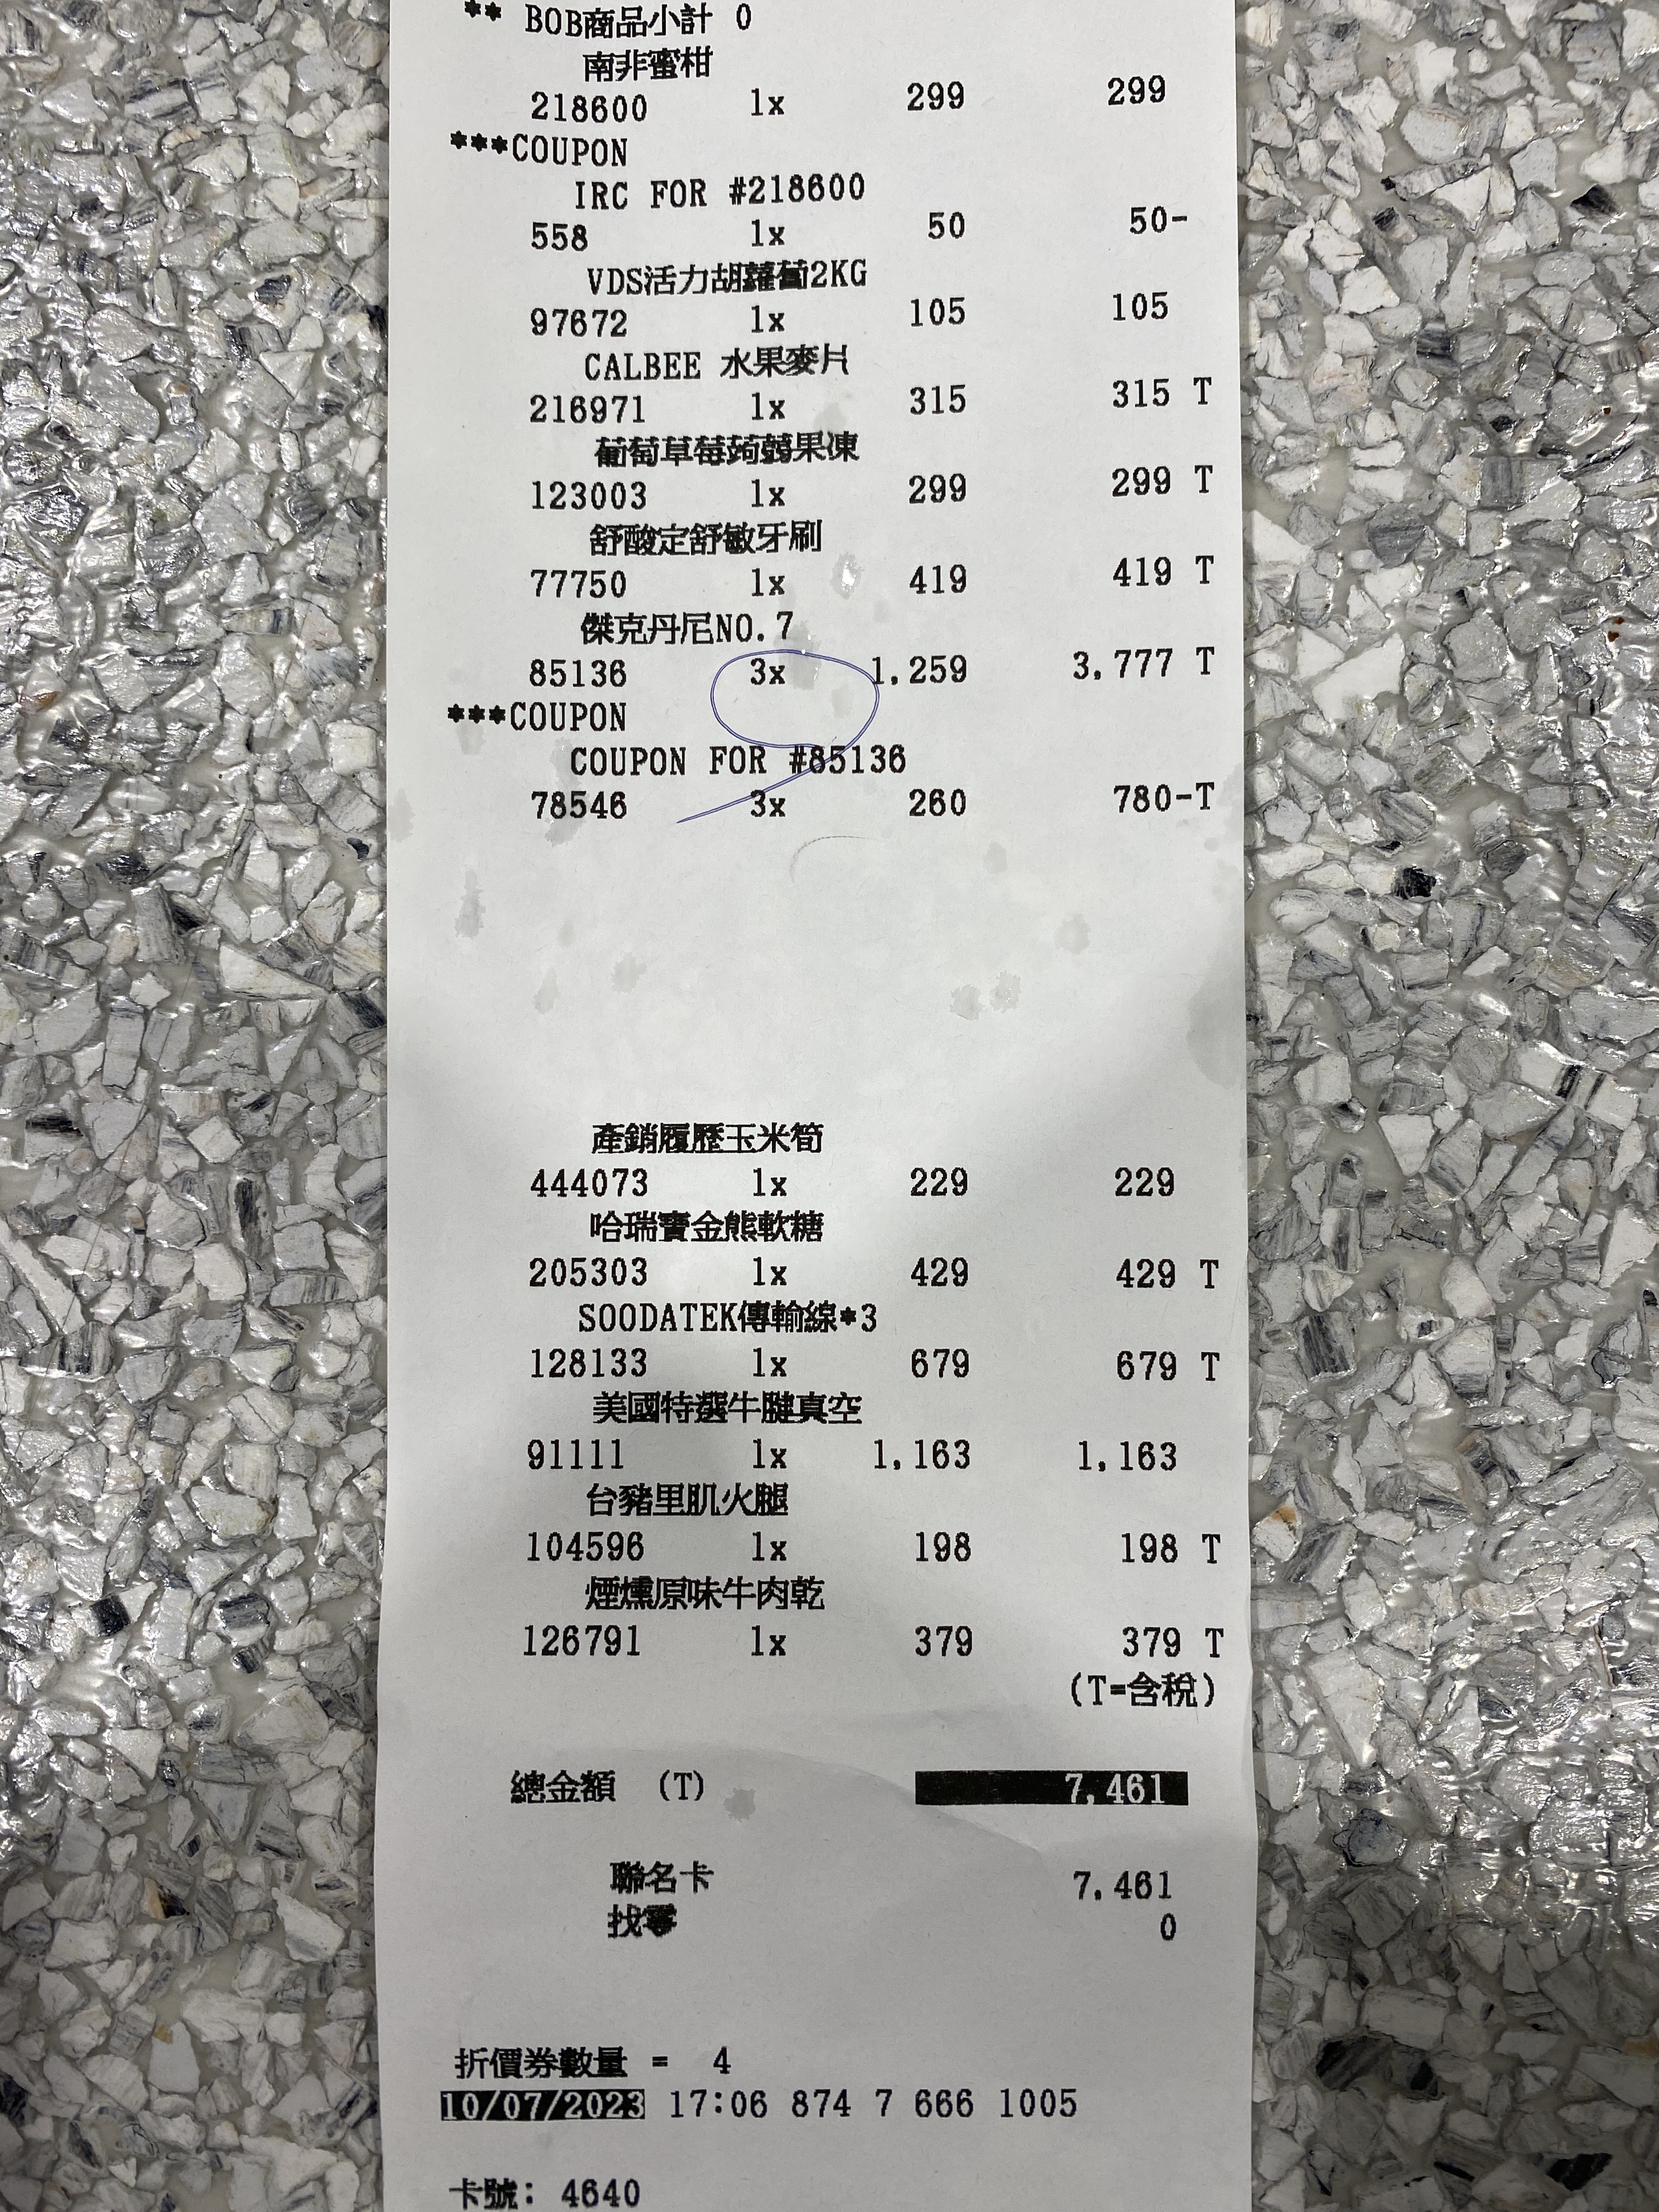 ** BOB商品小計 0
南非蜜柑
218600 1x 299 299
***COUPON
IRC FOR #218600
558 1x 50 50-
VDS活力胡蘿蔔2KG
97672 1x 105 105
CALBEE 水果麥片
216971 1x 315 315 T
葡萄草莓蒟蒻果凍
123003 1x 299 299 T
舒酸定舒敏牙刷
77750 1x 419 419 T
傑克丹尼NO.7
85136 3x 1,259 3,777 T
***COUPON
COUPON FOR #85136
78546 3x 260 780-T
產銷履歷玉米筍
444073 1x 229 229
哈瑞寶金熊軟糖
205303 1x 429 429 T
SOODATEK傳輸線*3
128133 1x 679 679 T
美國特選牛腱真空
91111 1x 1,163 1,163
台豬里肌火腿
104596 1x 198 198 T
煙燻原味牛肉乾
126791 1x 379 379 T
(T=含稅)
總金額 (T) 7,461
聯名卡 7,461
找零 0
折價券數量 = 4
10/07/2023 17:06 874 7 666 1005
卡號: 4640